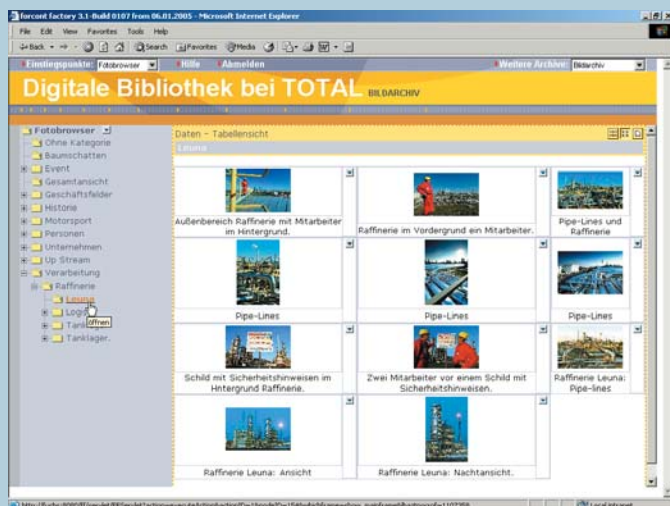 forcont factory 3.1-Build 0107 from 06.01.2005 - Microsoft Internet Explorer
File Edit View Favorites Tools Help
Back Search Favorites Media
Einstiegspunkte: Fotobrowser Hilfe Abmelden Weitere Archive: Bildarchiv
Digitale Bibliothek bei TOTAL BILDARCHIV
Fotobrowser
Ohne Kategorie
Baumschatten
Event
Gesamtansicht
Geschäftsfelder
Historie
Motorsport
Personen
Unternehmen
Up Stream
Verarbeitung
Raffinerie
Leuna
öffnen
Tanklager.
Daten - Tabellensicht
Leuna
Außenbereich Raffinerie mit Mitarbeiter
im Hintergrund.
Raffinerie im Vordergrund ein Mitarbeiter.
Pipe-Lines und
Raffinerie
Pipe-Lines
Pipe-Lines
Pipe-Lines
Schild mit Sicherheitshinweisen im
Hntergrund Raffinerie.
Zwei Mitarbeiter vor einem Schild mit
Sicherheitshinweisen.
Raffinerie Leuna:
Pipe-lines
Raffinerie Leuna: Ansicht
Raffinerie Leuna: Nachtansicht.
Local intranet